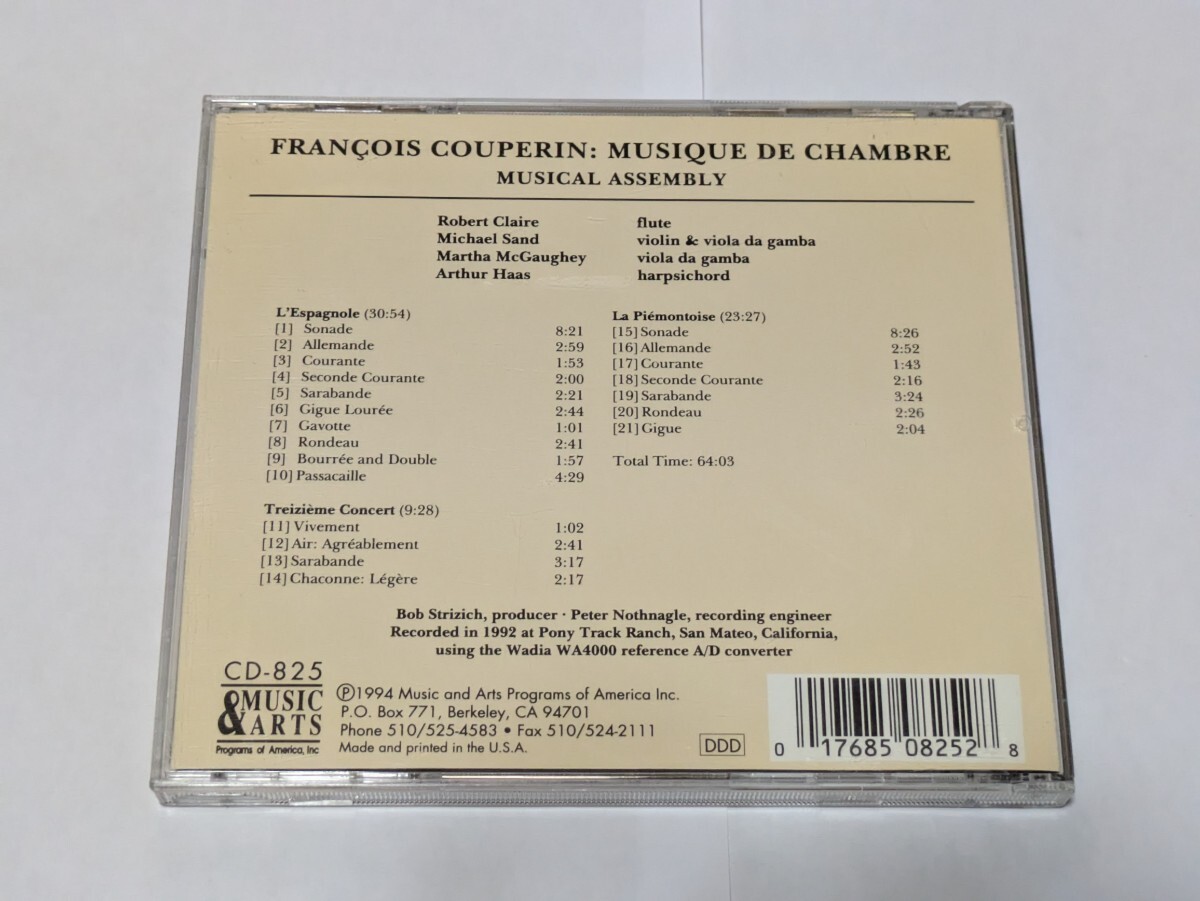 FRANÇOIS COUPERIN: MUSIQUE DE CHAMBRE
MUSICAL ASSEMBLY
Robert Claire flute
Michael Sand violin & viola da gamba
Martha McGaughey viola da gamba
Arthur Haas harpsichord
L'Espagnole (30:54)
[1] Sonade 8:21
[2] Allemande 2:59
[3] Courante 1:53
[4] Seconde Courante 2:00
[5] Sarabande 2:21
[6] Gigue Lourée 2:44
[7] Gavotte 1:01
[8] Rondeau 2:41
[9] Bourrée and Double 1:57
[10] Passacaille 4:29
Treizième Concert (9:28)
[11] Vivement 1:02
[12] Air: Agréablement 2:41
[13] Sarabande 3:17
[14] Chaconne: Légère 2:17
La Piémontoise (23:27)
[15] Sonade 8:26
[16] Allemande 2:52
[17] Courante 1:43
[18] Seconde Courante 2:16
[19] Sarabande 3:24
[20] Rondeau 2:26
[21] Gigue 2:04
Total Time: 64:03
Bob Strizich, producer · Peter Nothnagle, recording engineer
Recorded in 1992 at Pony Track Ranch, San Mateo, California,
using the Wadia WA4000 reference A/D converter
CD-825
MUSIC
& ARTS
Programs of America, Inc
℗1994 Music and Arts Programs of America Inc.
P.O. Box 771, Berkeley, CA 94701
Phone 510/525-4583 • Fax 510/524-2111
Made and printed in the U.S.A.
DDD
0 17685 08252 8